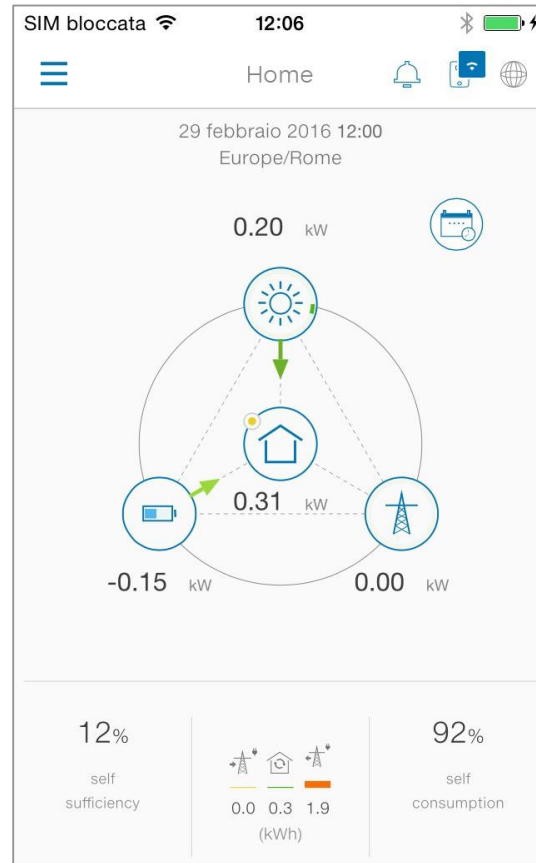 SIM bloccata 12:06
Home
29 febbraio 2016 12:00
Europe/Rome
0.20 kW
0.31 kW
-0.15 kW 0.00 kW
12% 92%
self self
sufficiency consumption
0.0 0.3 1.9
(kWh)